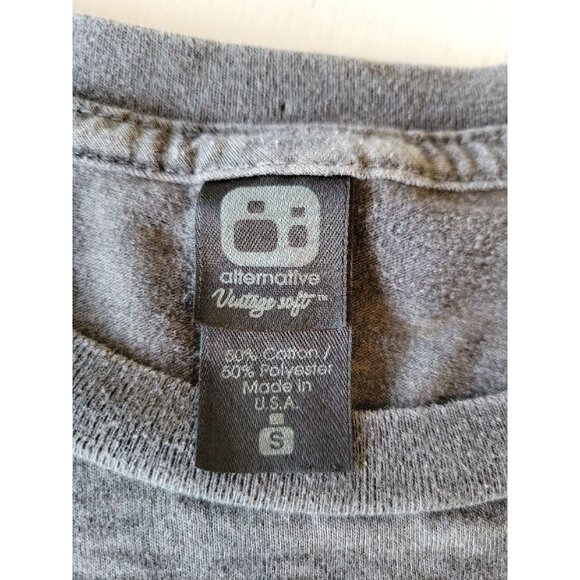 alternative
Vintage soft™
50% Cotton /
50% Polyester
Made in
U.S.A.
S